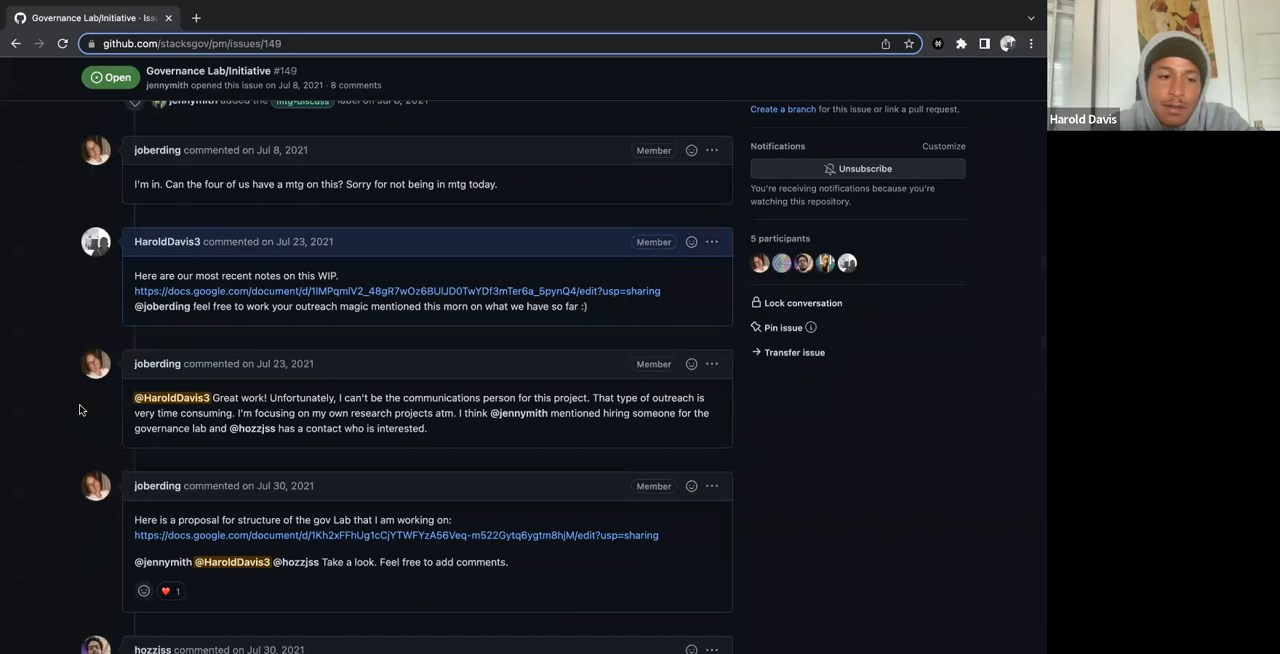 Governance Lab/Initiative · Iss
github.com/stacksgov/pm/issues/149
Open
Governance Lab/Initiative #149
jennymith opened this issue on Jul 8, 2021 · 8 comments
jennymith added the mtg-discuss label on Jul 8, 2021
joberding commented on Jul 8, 2021
Member
I'm in. Can the four of us have a mtg on this? Sorry for not being in mtg today.
HaroldDavis3 commented on Jul 23, 2021
Member
Here are our most recent notes on this WIP.
https://docs.google.com/document/d/1IMPqmlV2_48gR7wOz6BUlJD0TwYDf3mTer6a_5pynQ4/edit?usp=sharing
@joberding feel free to work your outreach magic mentioned this morn on what we have so far :)
joberding commented on Jul 23, 2021
Member
@HaroldDavis3 Great work! Unfortunately, I can't be the communications person for this project. That type of outreach is
very time consuming. I'm focusing on my own research projects atm. I think @jennymith mentioned hiring someone for the
governance lab and @hozzjss has a contact who is interested.
joberding commented on Jul 30, 2021
Member
Here is a proposal for structure of the gov Lab that I am working on:
https://docs.google.com/document/d/1Kh2xFFhUg1cCjYTWFYzA56Veq-m522Gytq6ygtm8hjM/edit?usp=sharing
@jennymith @HaroldDavis3 @hozzjss Take a look. Feel free to add comments.
1
hozzjss commented on Jul 30, 2021
Create a branch for this issue or link a pull request.
Notifications
Customize
Unsubscribe
You're receiving notifications because you're
watching this repository.
5 participants
Lock conversation
Pin issue
Transfer issue
Harold Davis